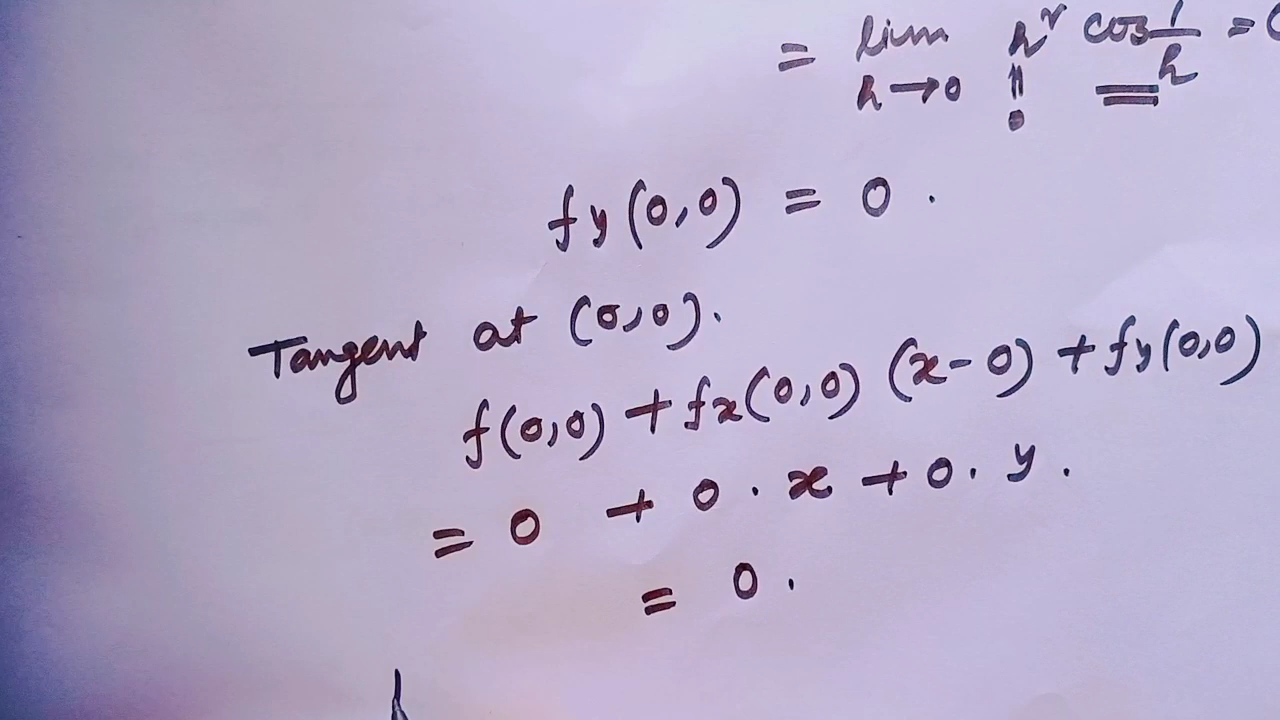 = lim h→0 h² cos 1/h =
0
fy(0,0) = 0.
Tangent at (0,0).
f(0,0) + fx(0,0) (x-0) + fy(0,0)
= 0 + 0. x + 0. y.
= 0.